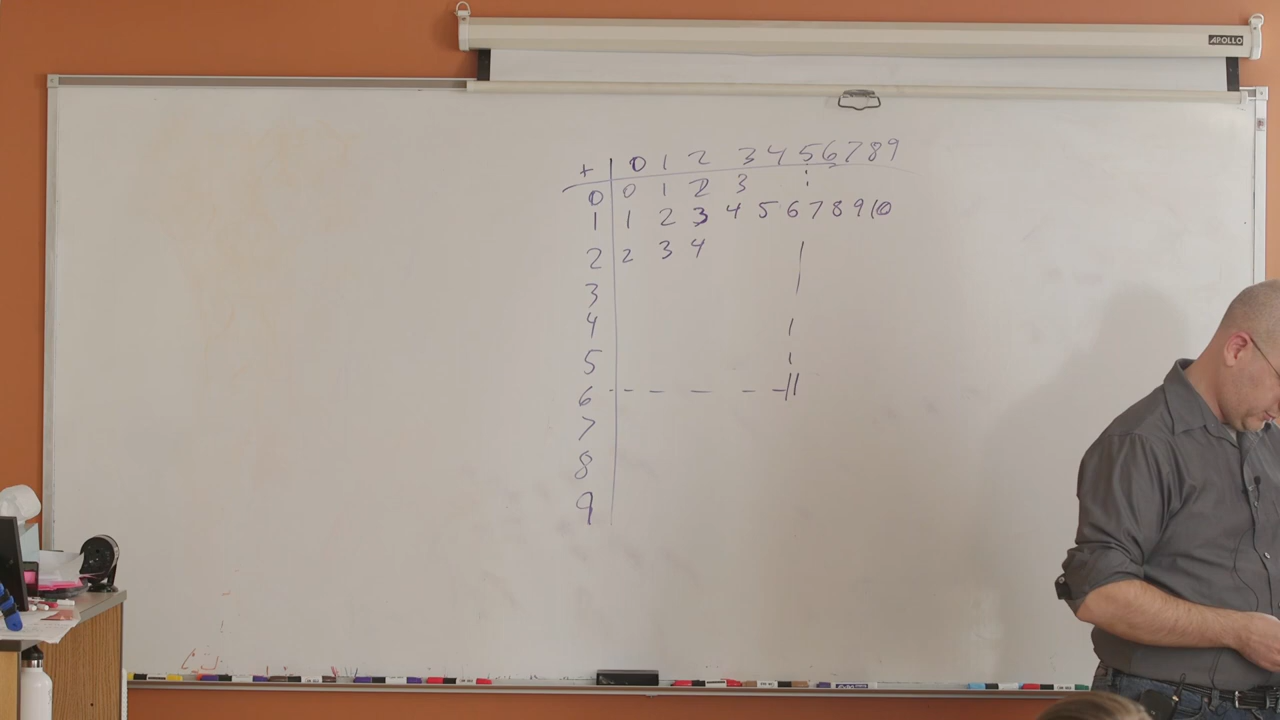 APOLLO
+ 0 1 2 3 4 5 6 7 8 9
0 0 1 2 3
1 1 2 3 4 5 6 7 8 9 10
2 2 3 4
3
4
5
6 11
7
8
9